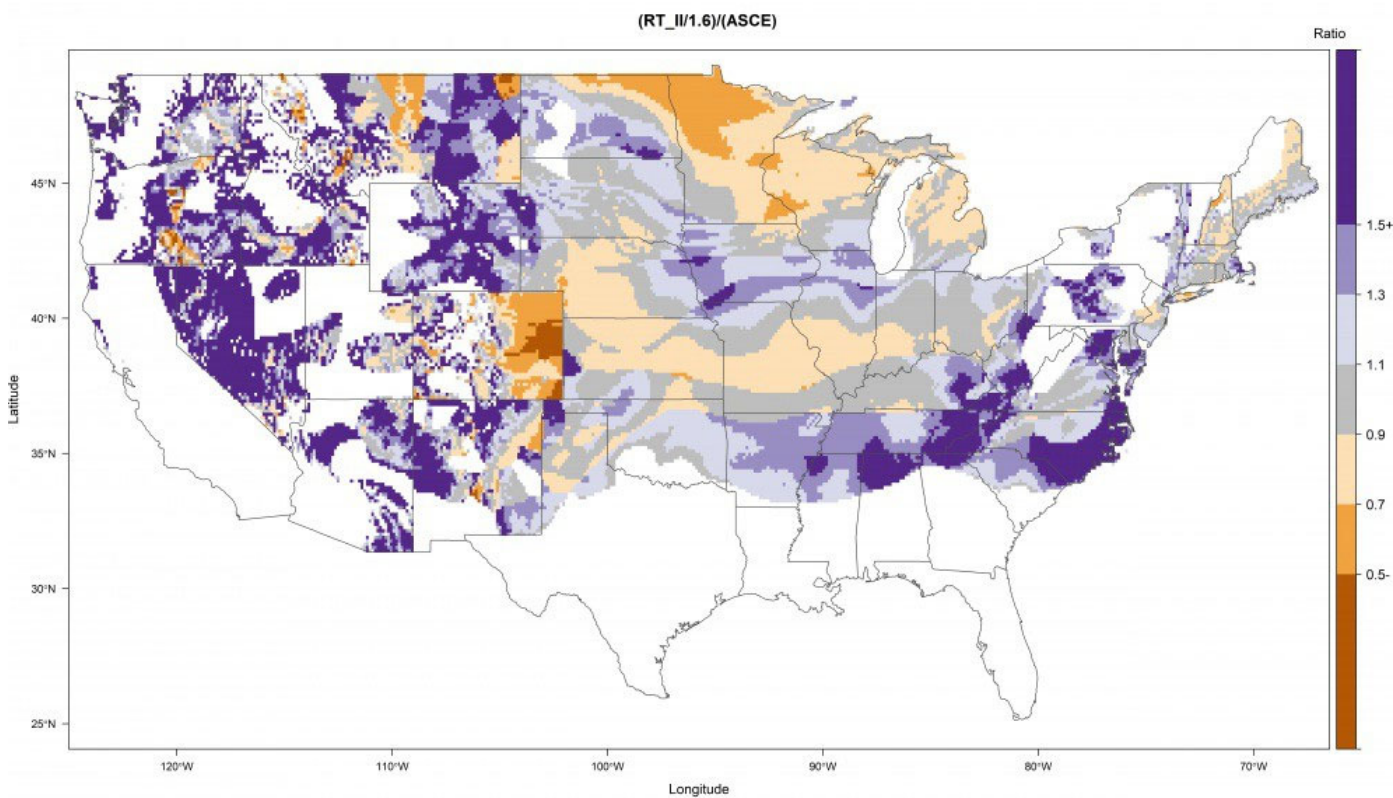 (RT_II/1.6)/(ASCE)
Ratio
1.5+
1.3
1.1
0.9
0.7
0.5-
Latitude
45°N
40°N
35°N
30°N
25°N
120°W
110°W
100°W
90°W
80°W
70°W
Longitude